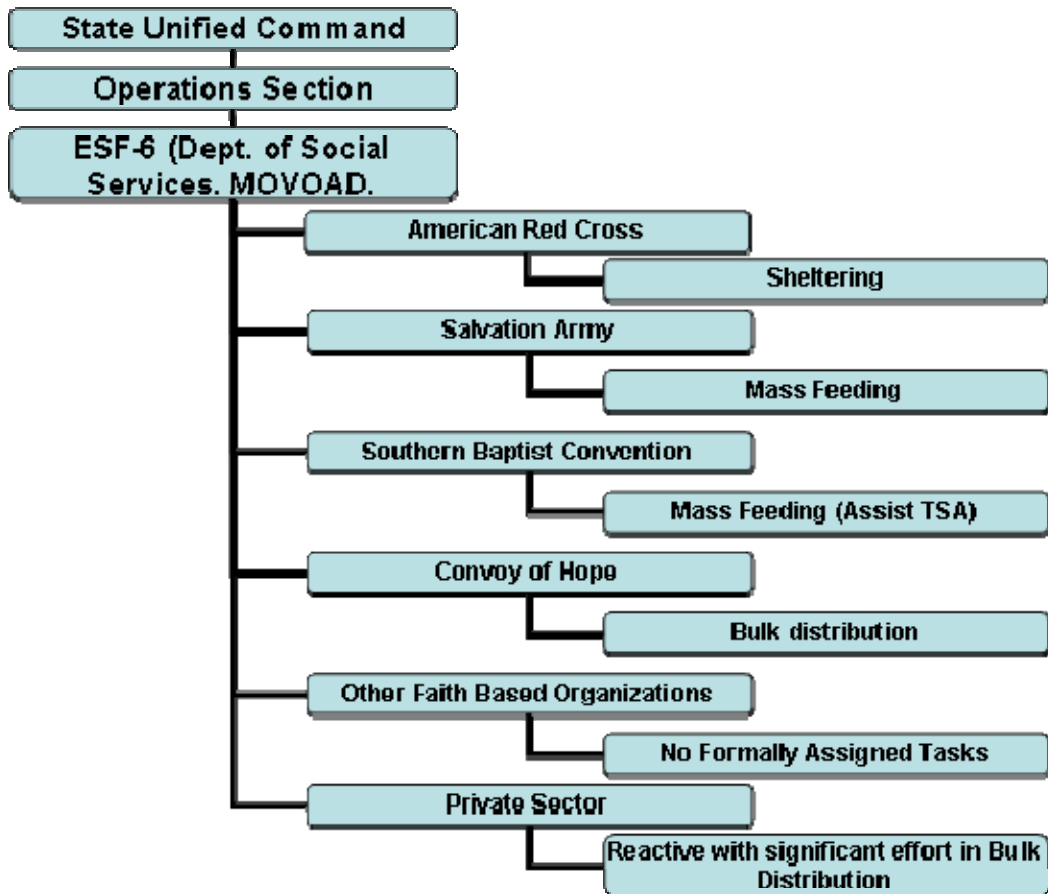 State Unified Command
Operations Section
ESF-6 (Dept. of Social
Services. MOVOAD.
American Red Cross
Sheltering
Salvation Army
Mass Feeding
Southern Baptist Convention
Mass Feeding (Assist TSA)
Convoy of Hope
Bulk distribution
Other Faith Based Organizations
No Formally Assigned Tasks
Private Sector
Reactive with significant effort in Bulk
Distribution